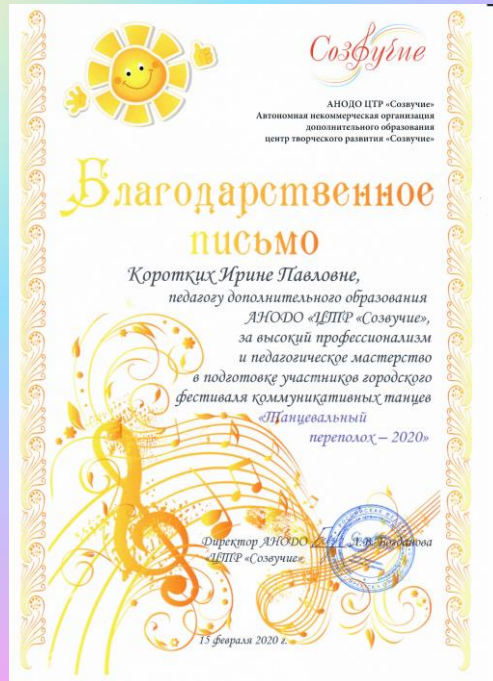 Созвучие
АНОДО ЦТР «Созвучие»
Автономная некоммерческая организация
дополнительного образования
центр творческого развития «Созвучие»
Благодарственное
письмо
Коротких Ирине Павловне,
педагогу дополнительного образования
АНОДО «ЦТР «Созвучие»,
за высокий профессионализм
и педагогическое мастерство
в подготовке участников городского
фестиваля коммуникативных танцев
«Танцевальный
переполох – 2020»
Директор АНОДО А.В. Богданова
«ЦТР «Созвучие»
15 февраля 2020 г.